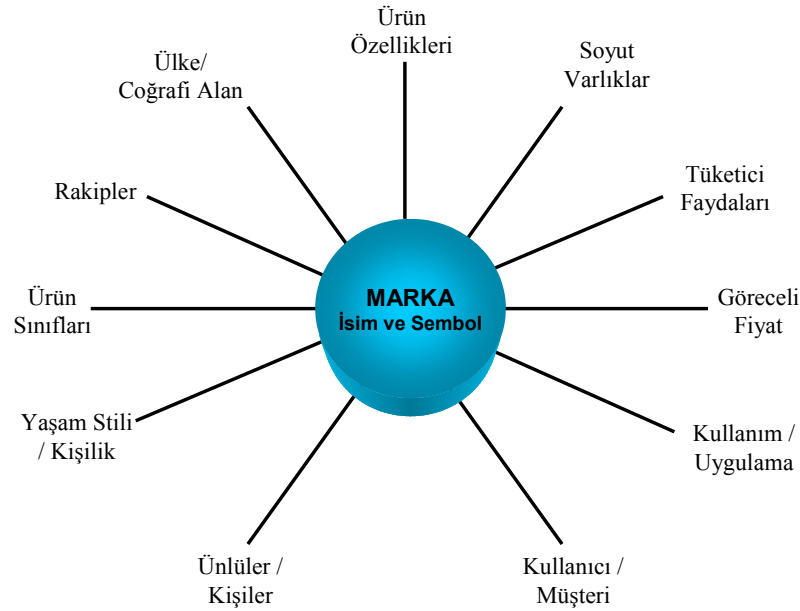 Ürün
Özellikleri
Soyut
Varlıklar
Tüketici
Faydaları
Göreceli
Fiyat
Kullanım /
Uygulama
Kullanıcı /
Müşteri
Ünlüler /
Kişiler
Yaşam Stili
/ Kişilik
Ürün
Sınıfları
Rakipler
Ülke/
Coğrafi Alan
MARKA
İsim ve Sembol